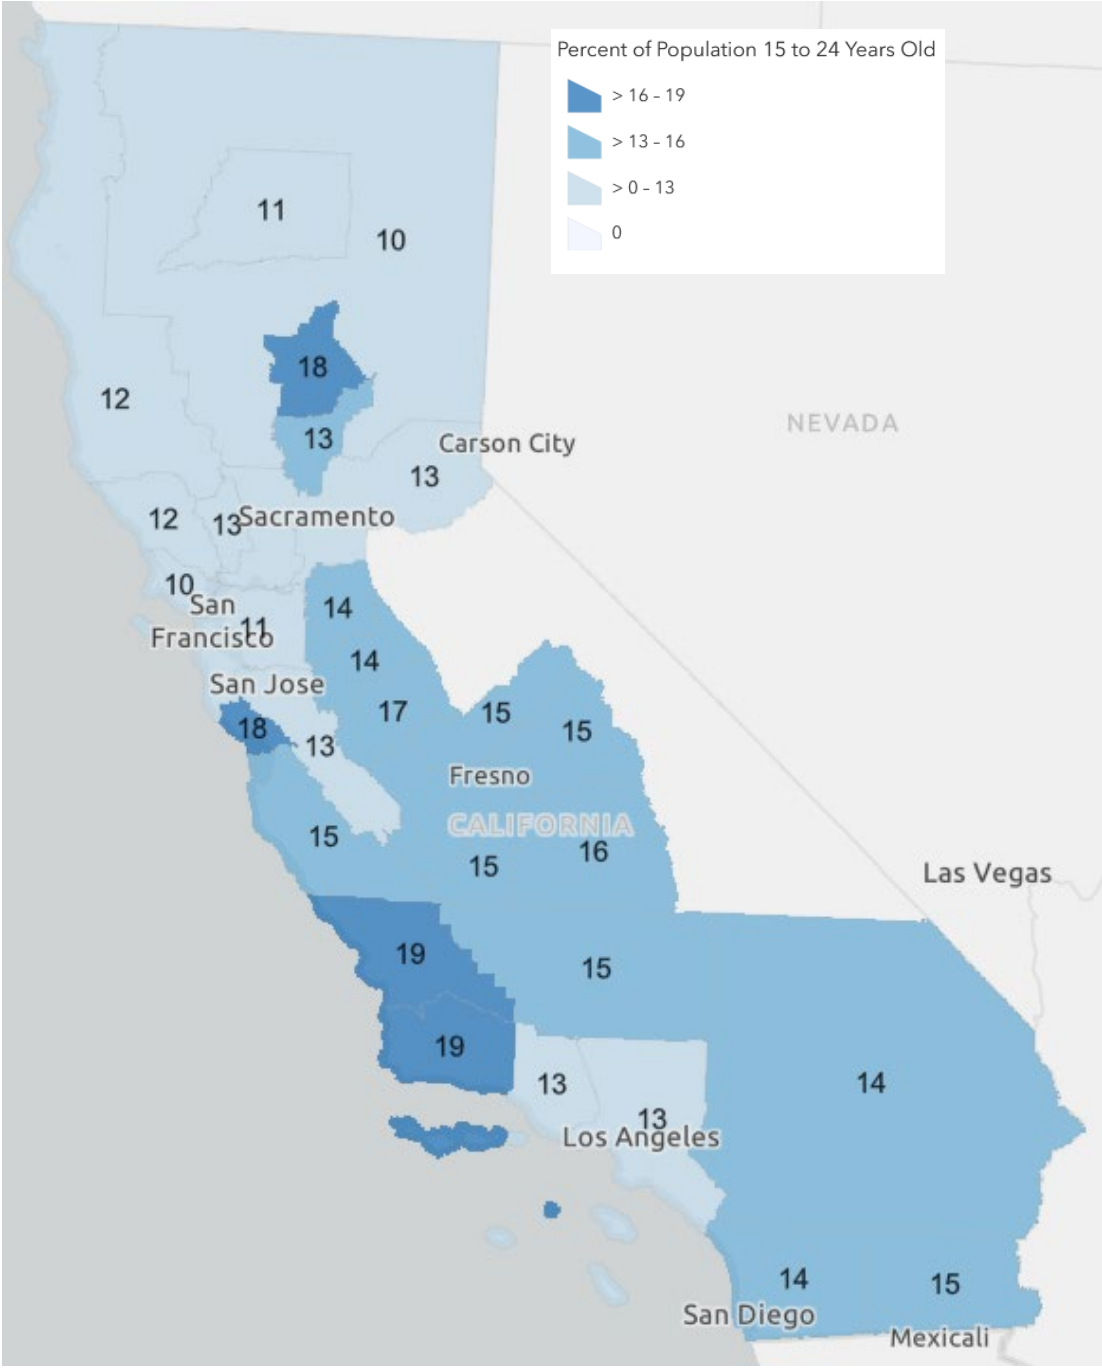 Percent of Population 15 to 24 Years Old
> 16 – 19
> 13 – 16
> 0 – 13
0
11
10
18
12
NEVADA
13
Carson City
13
12
13
Sacramento
10
San
Francisco
11
14
14
San Jose
17
15
18
15
13
Fresno
CALIFORNIA
15
16
15
Las Vegas
19
15
19
13
14
13
Los Angeles
14
15
San Diego
Mexicali